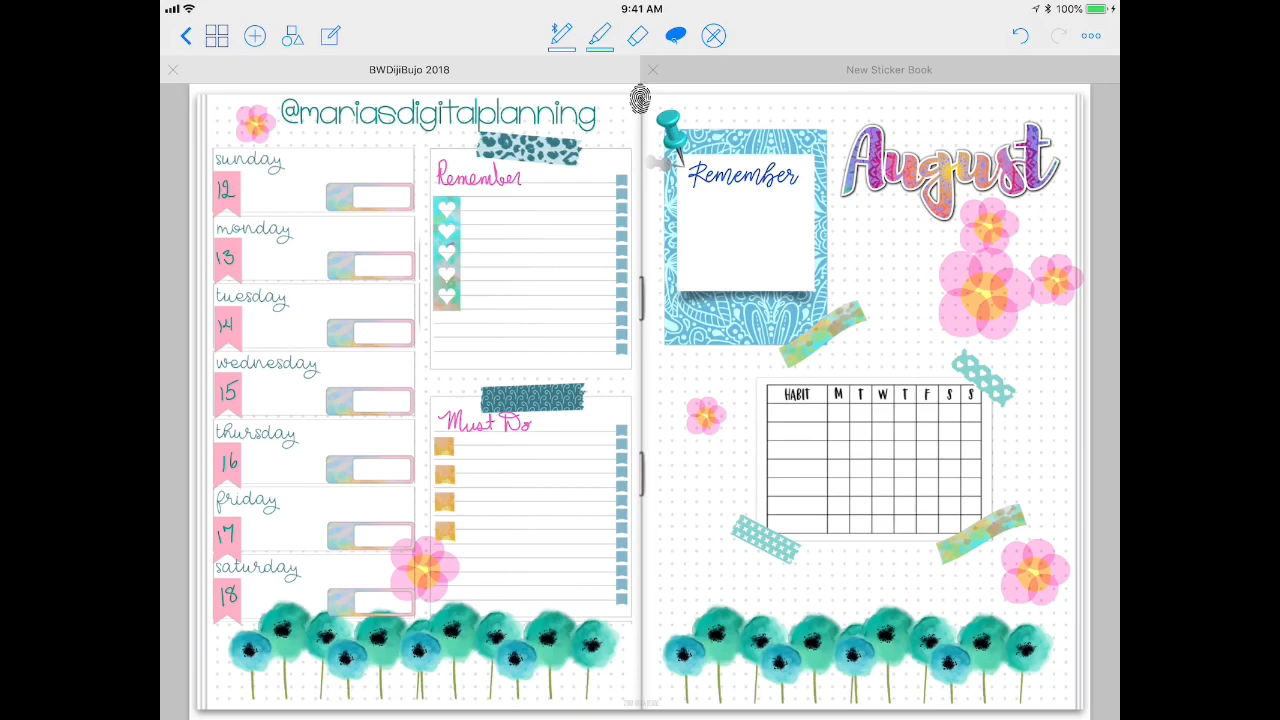 9:41 AM
100%
BWDijiBujo 2018
New Sticker Book
@mariasdigitalplanning
sunday
12
monday
13
tuesday
14
wednesday
15
thursday
16
friday
17
saturday
18
Remember
Must Do
Remember
August
HABIT M T W T F S S